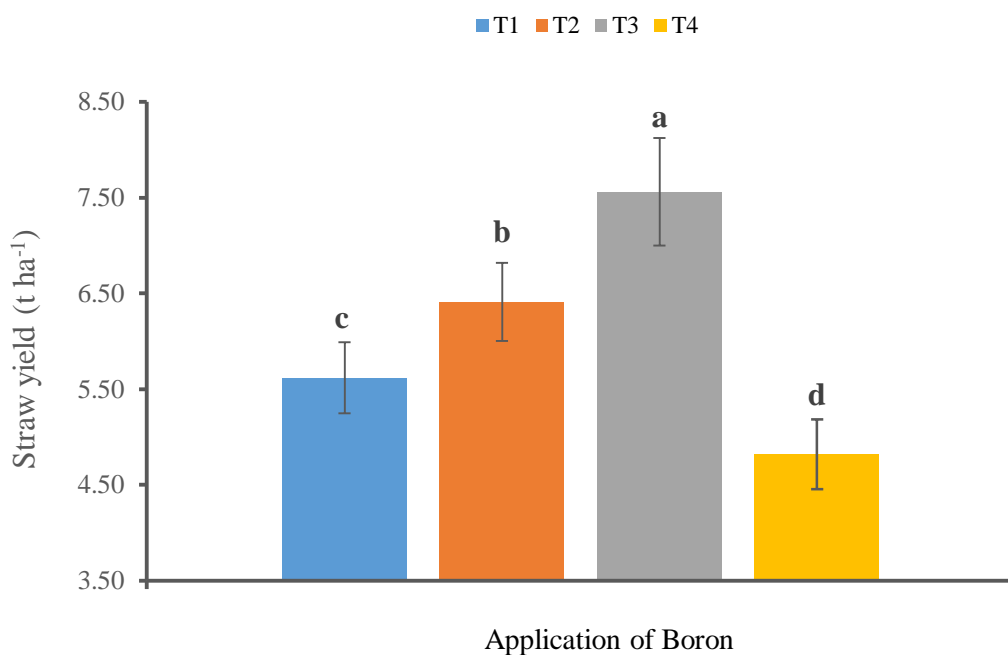 T1 T2 T3 T4
8.50
7.50
6.50
5.50
4.50
3.50
Straw yield (t ha-1)
a
b
c
d
Application of Boron